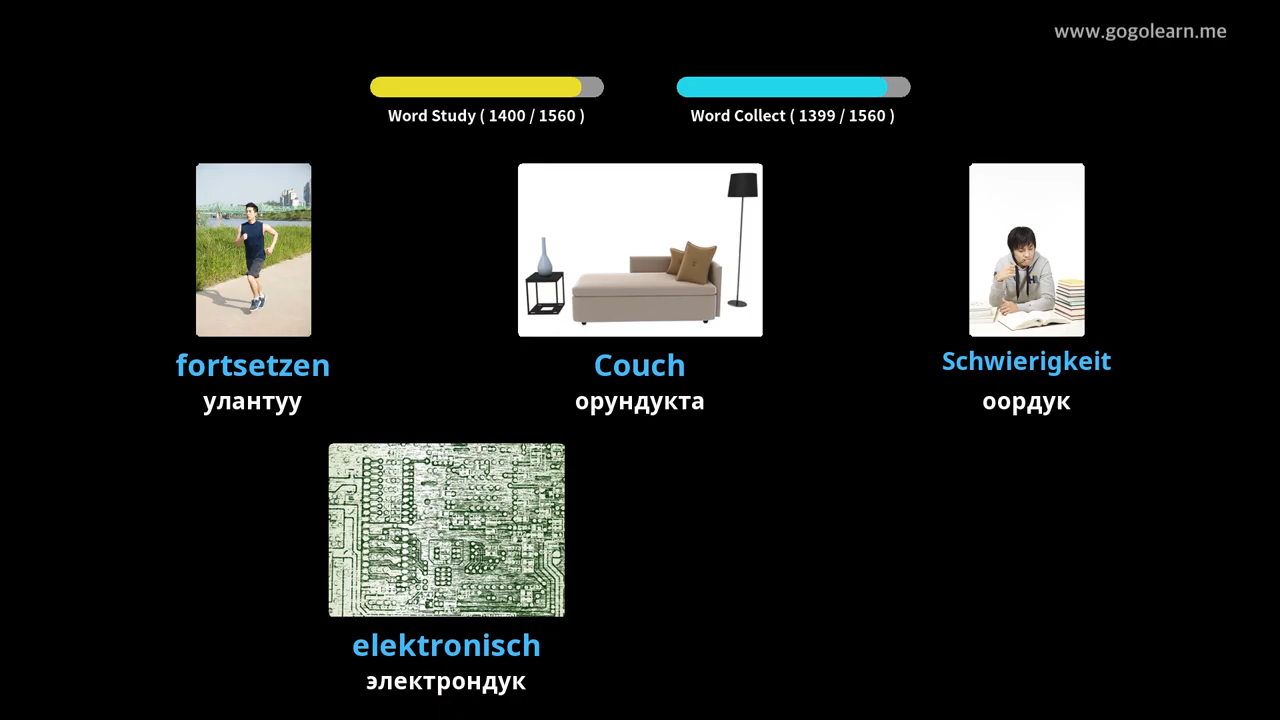 www.gogolearn.me
Word Study ( 1400 / 1560 )
Word Collect ( 1399 / 1560 )
fortsetzen
Couch
Schwierigkeit
улантуу
орундукта
оордук
elektronisch
электрондук